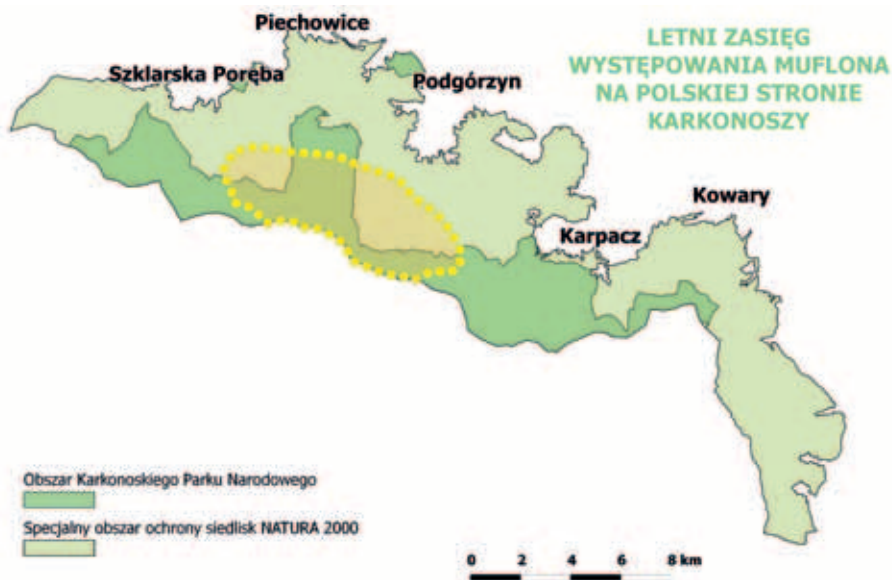 Piechowice
LETNI ZASIĘG
WYSTĘPOWANIA MUFLONA
NA POLSKIEJ STRONIE
KARKONOSZY
Szklarska Poręba
Podgórzyn
Kowary
Karpacz
Obszar Karkonoskiego Parku Narodowego
Specjalny obszar ochrony siedlisk NATURA 2000
0 2 4 6 8 km